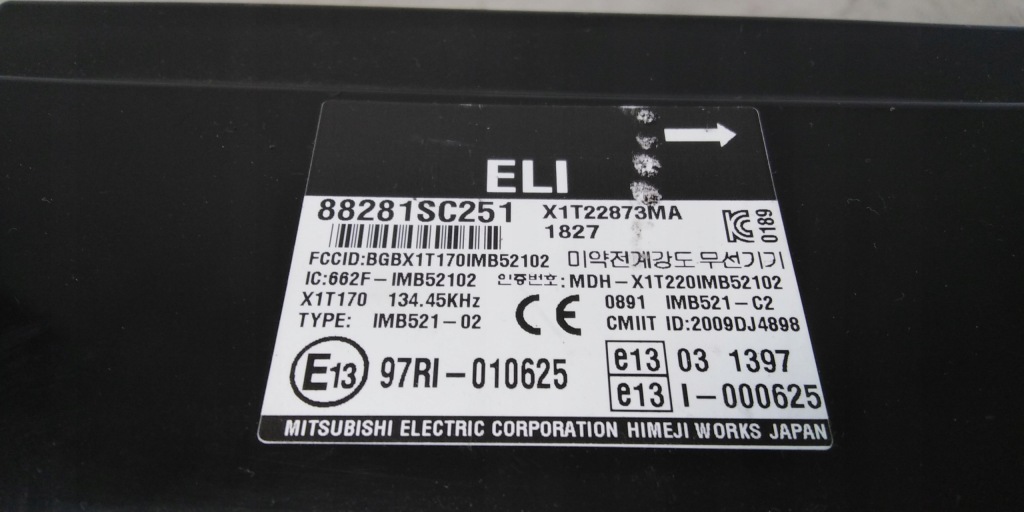 ELI
88281SC251 X1T22873MA
1827
0189
FCCID:BGBX1T170IMB52102 미약전계강도 무선기기
IC:662F-IMB52102 인증번호: MDH-X1T220IMB52102
X1T170 134.45KHz CE 0891 IMB521-C2
TYPE: IMB521-02 CMIIT ID:2009DJ4898
E13 97RI-010625 e13 03 1397
e13 I-000625
MITSUBISHI ELECTRIC CORPORATION HIMEJI WORKS JAPAN